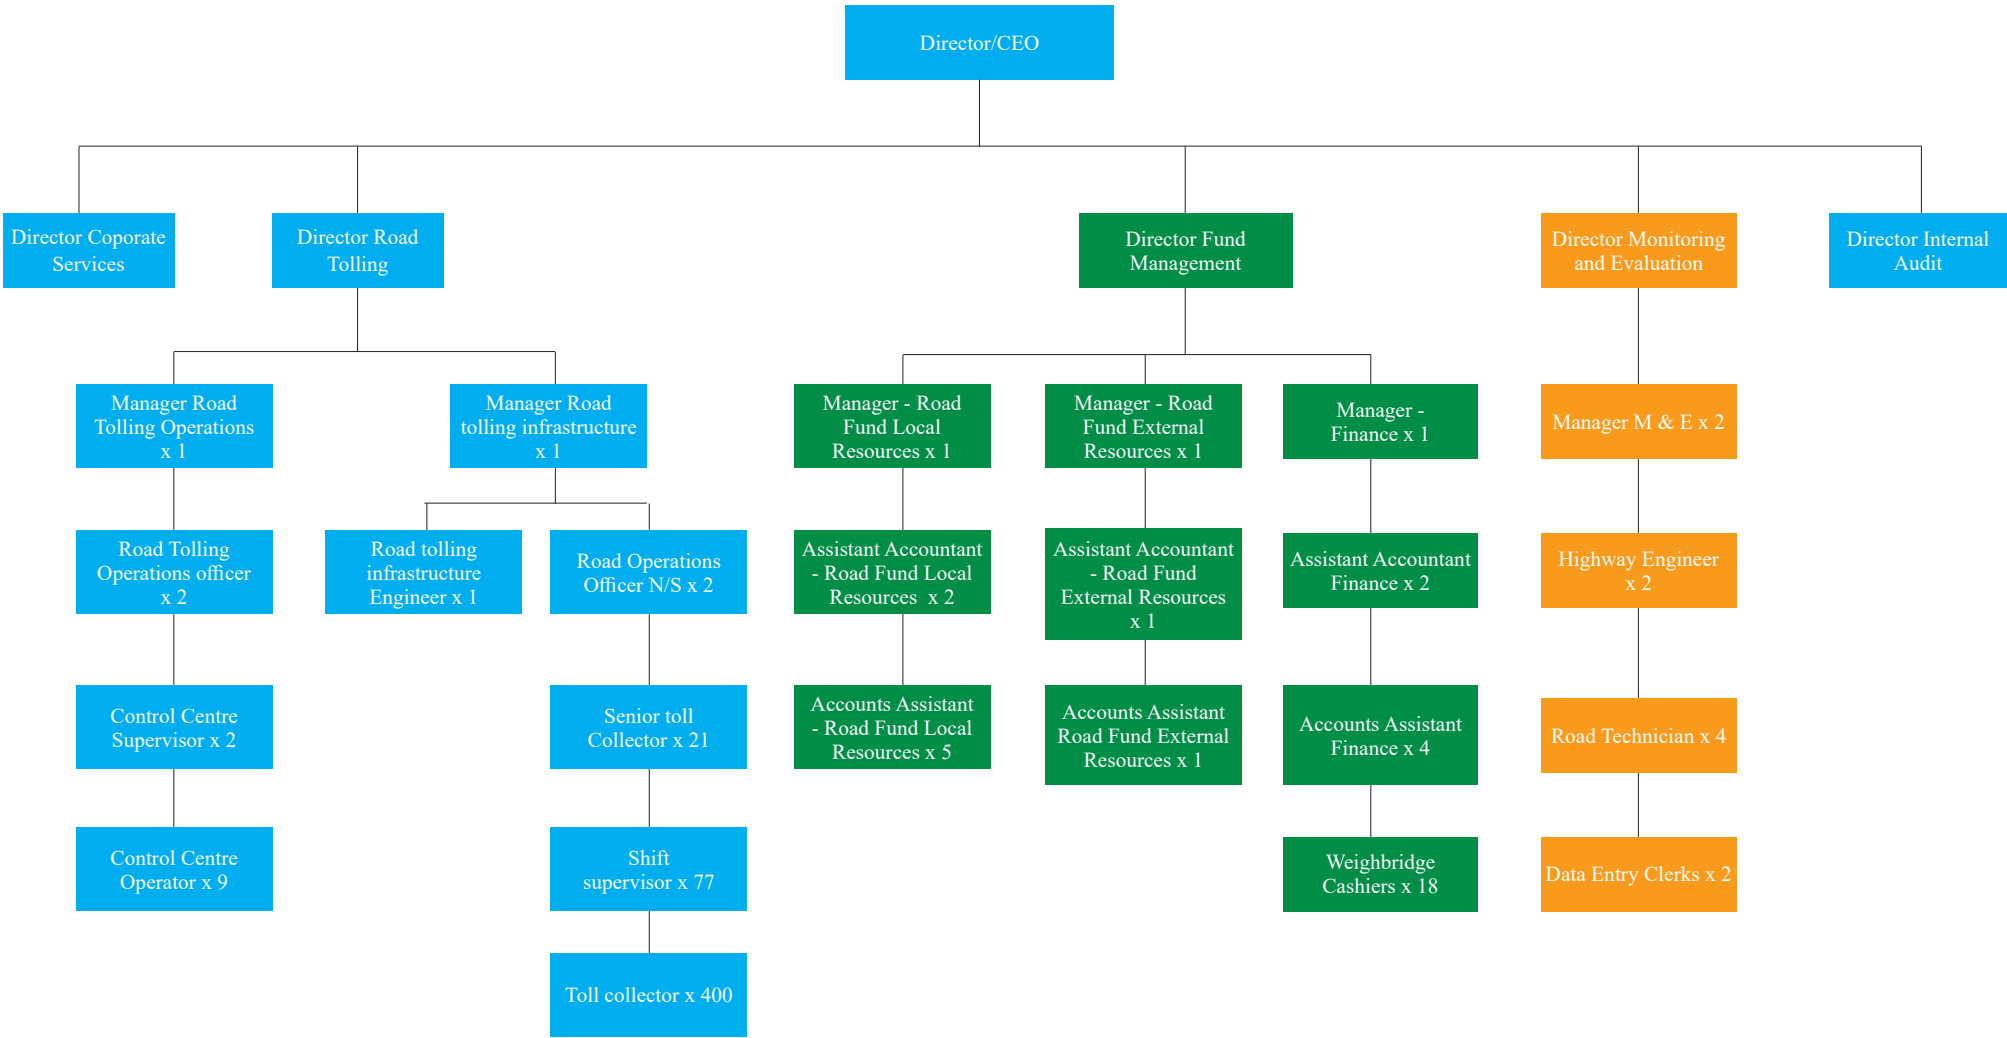 Director/CEO
Director Coporate
Services
Director Road
Tolling
Director Fund
Management
Director Monitoring
and Evaluation
Director Internal
Audit
Manager Road
Tolling Operations
x 1
Manager Road
tolling infrastructure
x 1
Manager - Road
Fund Local
Resources x 1
Manager - Road
Fund External
Resources x 1
Manager -
Finance x 1
Manager M & E x 2
Road Tolling
Operations officer
x 2
Road tolling
infrastructure
Engineer x 1
Road Operations
Officer N/S x 2
Assistant Accountant
- Road Fund Local
Resources  x 2
Assistant Accountant
- Road Fund
External Resources
x 1
Assistant Accountant
Finance x 2
Highway Engineer
x 2
Control Centre
Supervisor x 2
Senior toll
Collector x 21
Accounts Assistant
- Road Fund Local
Resources x 5
Accounts Assistant
Road Fund External
Resources x 1
Accounts Assistant
Finance x 4
Road Technician x 4
Control Centre
Operator x 9
Shift
supervisor x 77
Weighbridge
Cashiers x 18
Data Entry Clerks x 2
Toll collector x 400